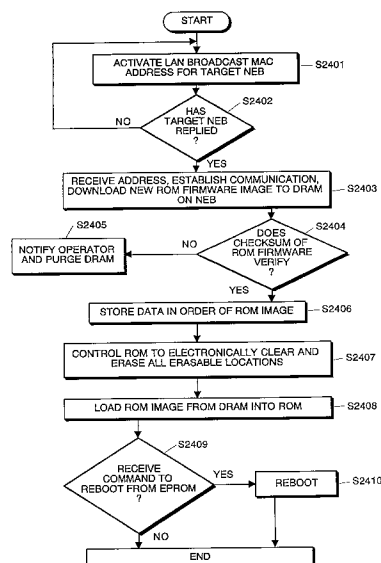 START
ACTIVATE LAN BROADCAST MAC
ADDRESS FOR TARGET NEB
S2401
S2402
HAS
TARGET NEB
REPLIED
?
NO
YES
RECEIVE ADDRESS, ESTABLISH COMMUNICATION,
DOWNLOAD NEW ROM FIRMWARE IMAGE TO DRAM
ON NEB
S2403
S2405
S2404
NOTIFY OPERATOR
AND PURGE DRAM
NO
DOES
CHECKSUM OF
ROM FIRMWARE
VERIFY
?
YES
STORE DATA IN ORDER OF ROM IMAGE
S2406
CONTROL ROM TO ELECTRONICALLY CLEAR AND
ERASE ALL ERASABLE LOCATIONS
S2407
LOAD ROM IMAGE FROM DRAM INTO ROM
S2408
S2409
RECEIVE
COMMAND TO
REBOOT FROM EPROM
?
YES
REBOOT
S2410
NO
END